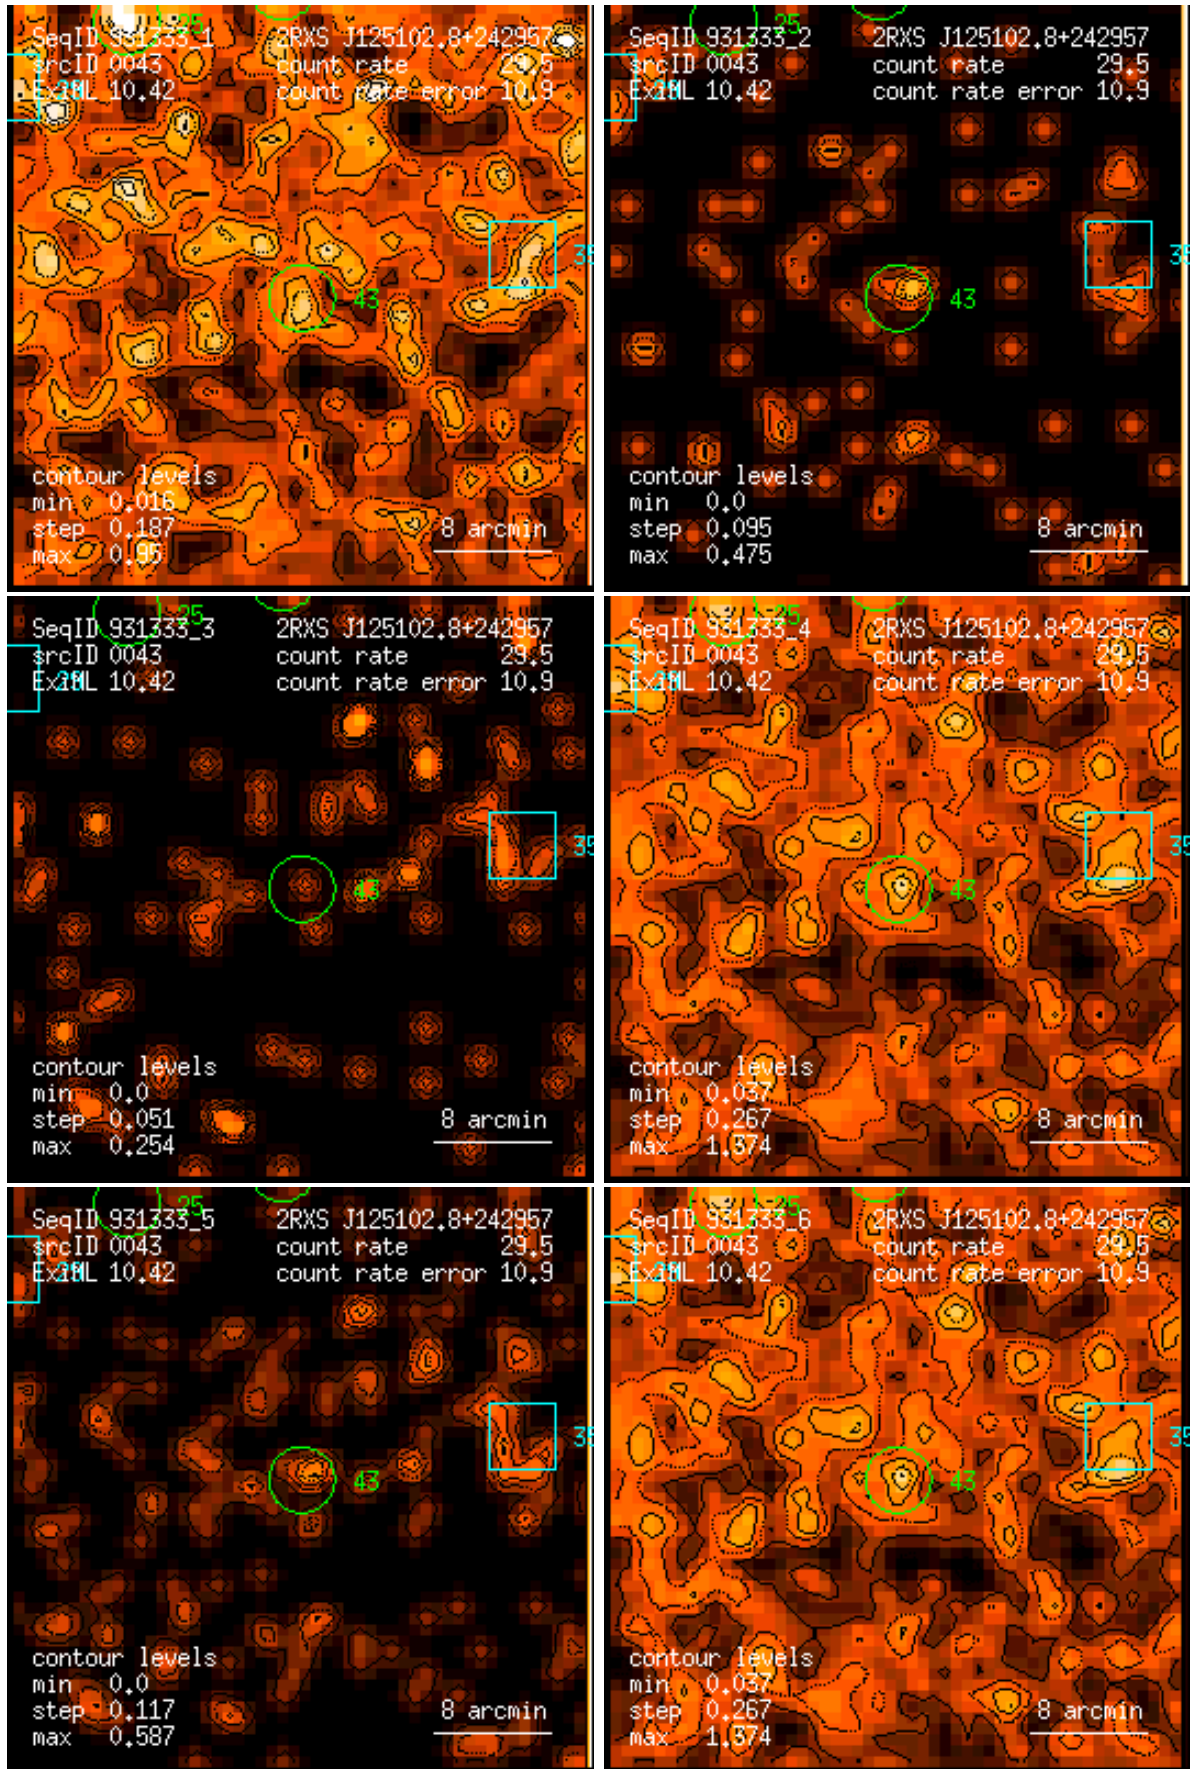 25
SeqID 931333_1 2RXS J125102.8+242957
srcID 0043 count rate 29.5
ExiML 10.42 count rate error 10.9
35
43
contour levels
min 0.016
step 0.187 8 arcmin
max 0.95
25
SeqID 931333_2 2RXS J125102.8+242957
srcID 0043 count rate 29.5
ExiML 10.42 count rate error 10.9
35
43
contour levels
min 0.0
step 0.095 8 arcmin
max 0.475
25
SeqID 931333_3 2RXS J125102.8+242957
srcID 0043 count rate 29.5
ExiML 10.42 count rate error 10.9
35
43
contour levels
min 0.0
step 0.051 8 arcmin
max 0.254
25
SeqID 931333_4 2RXS J125102.8+242957
srcID 0043 count rate 29.5
ExiML 10.42 count rate error 10.9
35
43
contour levels
min 0.037
step 0.267 8 arcmin
max 1.374
25
SeqID 931333_5 2RXS J125102.8+242957
srcID 0043 count rate 29.5
ExiML 10.42 count rate error 10.9
35
43
contour levels
min 0.0
step 0.117 8 arcmin
max 0.587
25
SeqID 931333_6 2RXS J125102.8+242957
srcID 0043 count rate 29.5
ExiML 10.42 count rate error 10.9
35
43
contour levels
min 0.037
step 0.267 8 arcmin
max 1.374